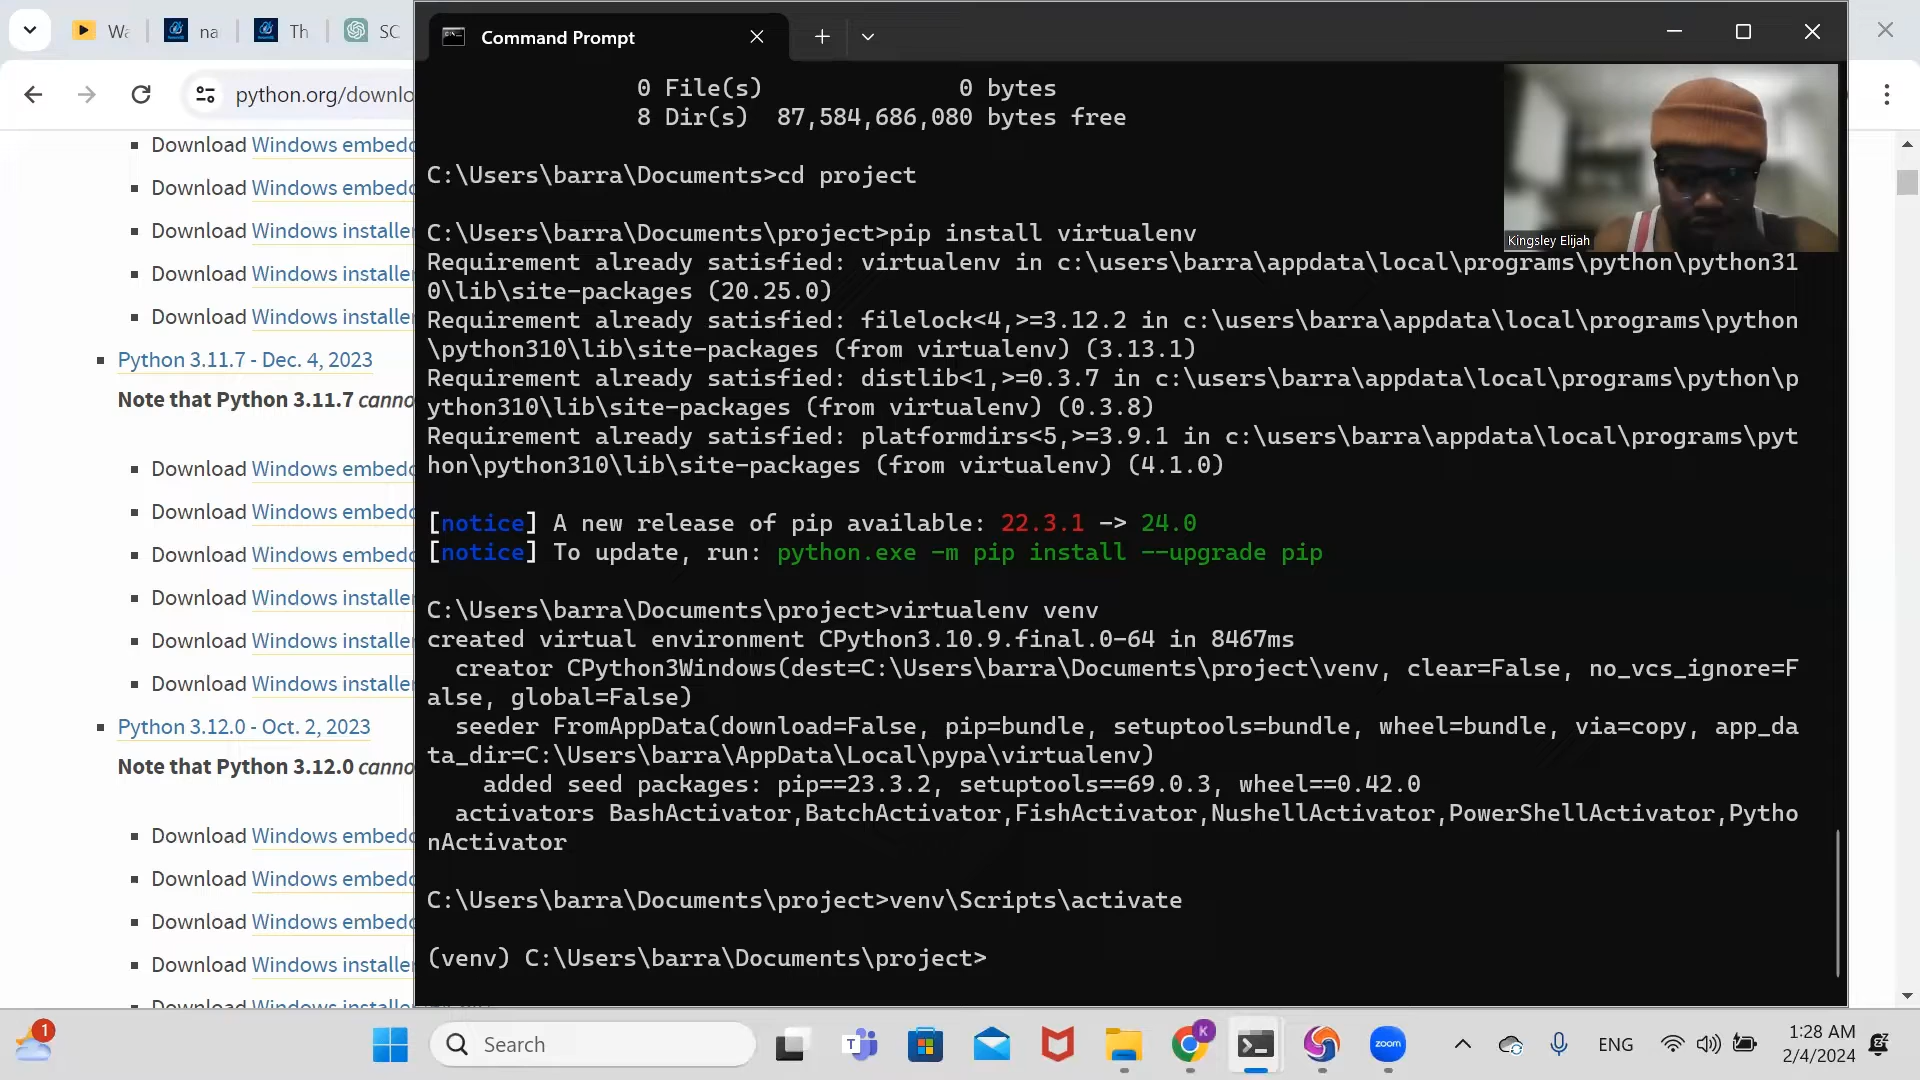 Wa
na
Th
SC
Command Prompt
python.org/downlo
0 File(s) 0 bytes
8 Dir(s) 87,584,686,080 bytes free
C:\Users\barra\Documents>cd project
C:\Users\barra\Documents\project>pip install virtualenv
Requirement already satisfied: virtualenv in c:\users\barra\appdata\local\programs\python\python31
0\lib\site-packages (20.25.0)
Requirement already satisfied: filelock<4,>=3.12.2 in c:\users\barra\appdata\local\programs\python
\python310\lib\site-packages (from virtualenv) (3.13.1)
Requirement already satisfied: distlib<1,>=0.3.7 in c:\users\barra\appdata\local\programs\python\p
ython310\lib\site-packages (from virtualenv) (0.3.8)
Requirement already satisfied: platformdirs<5,>=3.9.1 in c:\users\barra\appdata\local\programs\pyt
hon\python310\lib\site-packages (from virtualenv) (4.1.0)
[notice] A new release of pip available: 22.3.1 -> 24.0
[notice] To update, run: python.exe -m pip install --upgrade pip
C:\Users\barra\Documents\project>virtualenv venv
created virtual environment CPython3.10.9.final.0-64 in 8467ms
creator CPython3Windows(dest=C:\Users\barra\Documents\project\venv, clear=False, no_vcs_ignore=F
alse, global=False)
seeder FromAppData(download=False, pip=bundle, setuptools=bundle, wheel=bundle, via=copy, app_da
ta_dir=C:\Users\barra\AppData\Local\pypa\virtualenv)
added seed packages: pip==23.3.2, setuptools==69.0.3, wheel==0.42.0
activators BashActivator,BatchActivator,FishActivator,NushellActivator,PowerShellActivator,Pytho
nActivator
C:\Users\barra\Documents\project>venv\Scripts\activate
(venv) C:\Users\barra\Documents\project>
Kingsley Elijah
Download Windows embedd
Download Windows embedd
Download Windows installer
Download Windows installer
Download Windows installer
Python 3.11.7 - Dec. 4, 2023
Note that Python 3.11.7 canno
Download Windows embedd
Download Windows embedd
Download Windows embedd
Download Windows installer
Download Windows installer
Download Windows installer
Python 3.12.0 - Oct. 2, 2023
Note that Python 3.12.0 canno
Download Windows embedd
Download Windows embedd
Download Windows embedd
Download Windows installer
Download Windows installer
1
Search
T
K
zoom
ENG
1:28 AM
2/4/2024